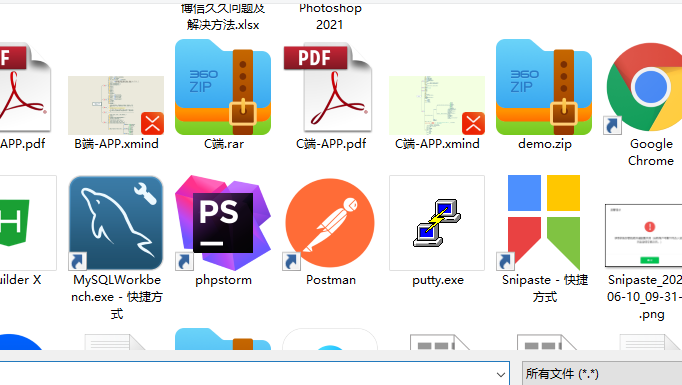 博信久久问题及
解决方法.xlsx
Photoshop
2021
PDF
-APP.pdf
B端-APP.xmind
360
ZIP
C端.rar
PDF
C端-APP.pdf
C端-APP.xmind
360
ZIP
demo.zip
Google
Chrome
uilder X
MySQLWorkbe
nch.exe - 快捷方
式
PS
phpstorm
Postman
putty.exe
Snipaste - 快捷
方式
Snipaste_202
06-10_09-31-
.png
所有文件 (*.*)